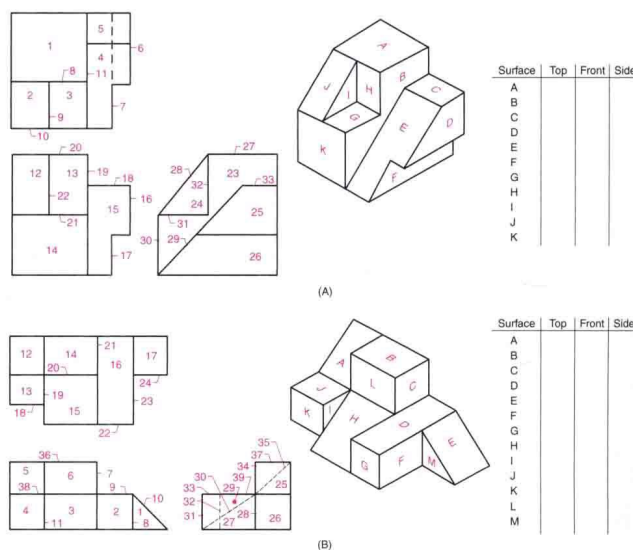 1
5
4
6
8
11
2
3
7
9
10
A
B
C
D
E
F
G
H
I
J
K
Surface Top Front Side
A
B
C
D
E
F
G
H
I
J
K
20
12
13
19
18
22
16
15
21
14
17
27
28
23
32
33
24
31
25
30
29
26
(A)
12
14
21
16
17
20
24
13
19
23
18
15
22
A
B
C
D
E
F
G
H
I
J
K
L
M
Surface Top Front Side
A
B
C
D
E
F
G
H
I
J
K
L
M
36
5
6
7
38
9
10
4
3
2
1
11
8
35
37
34
39
30
25
33
29
32
31
28
27
26
(B)